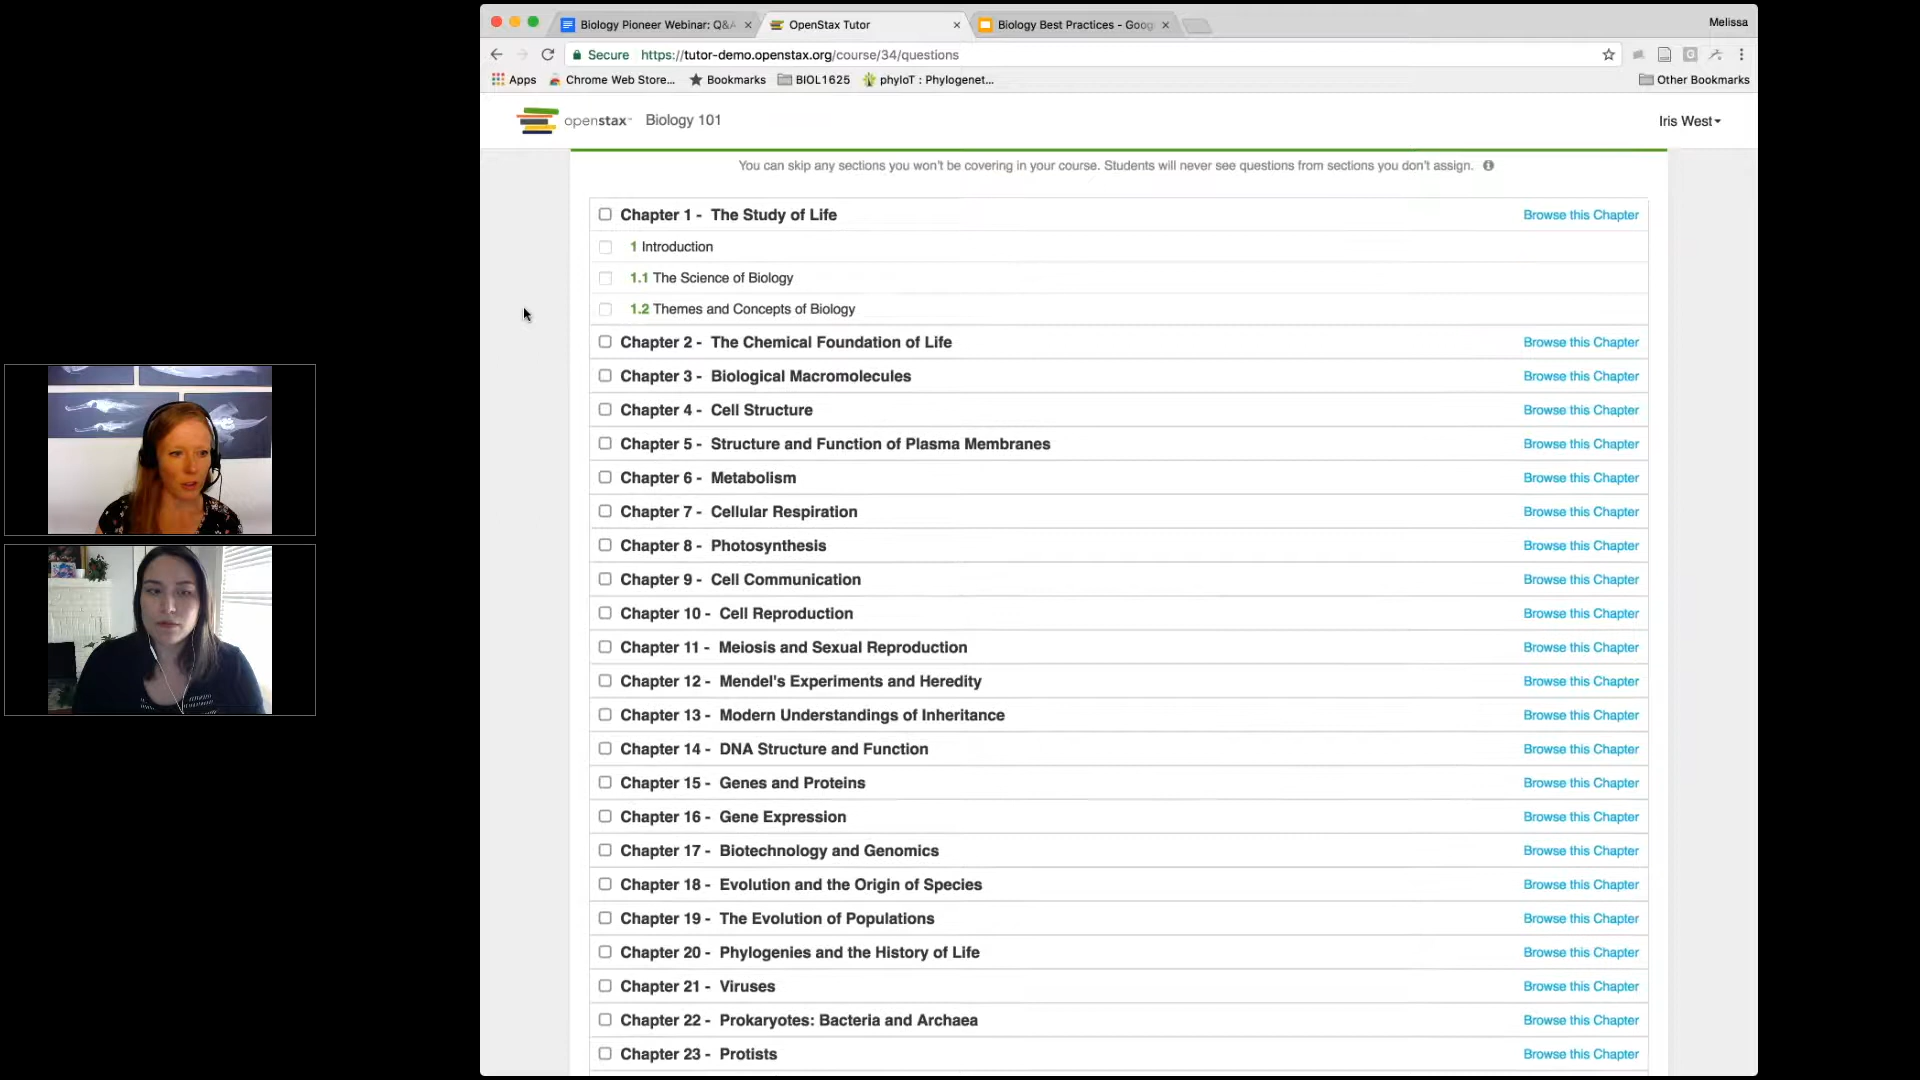 Biology Pioneer Webinar: Q&A
OpenStax Tutor
Biology Best Practices - Goog
Melissa
Secure https://tutor-demo.openstax.org/course/34/questions
Apps Chrome Web Store... Bookmarks BIOL1625 phyloT : Phylogenet... Other Bookmarks
openstax Biology 101 Iris West
You can skip any sections you won't be covering in your course. Students will never see questions from sections you don't assign.
Chapter 1 - The Study of Life Browse this Chapter
1 Introduction
1.1 The Science of Biology
1.2 Themes and Concepts of Biology
Chapter 2 - The Chemical Foundation of Life Browse this Chapter
Chapter 3 - Biological Macromolecules Browse this Chapter
Chapter 4 - Cell Structure Browse this Chapter
Chapter 5 - Structure and Function of Plasma Membranes Browse this Chapter
Chapter 6 - Metabolism Browse this Chapter
Chapter 7 - Cellular Respiration Browse this Chapter
Chapter 8 - Photosynthesis Browse this Chapter
Chapter 9 - Cell Communication Browse this Chapter
Chapter 10 - Cell Reproduction Browse this Chapter
Chapter 11 - Meiosis and Sexual Reproduction Browse this Chapter
Chapter 12 - Mendel's Experiments and Heredity Browse this Chapter
Chapter 13 - Modern Understandings of Inheritance Browse this Chapter
Chapter 14 - DNA Structure and Function Browse this Chapter
Chapter 15 - Genes and Proteins Browse this Chapter
Chapter 16 - Gene Expression Browse this Chapter
Chapter 17 - Biotechnology and Genomics Browse this Chapter
Chapter 18 - Evolution and the Origin of Species Browse this Chapter
Chapter 19 - The Evolution of Populations Browse this Chapter
Chapter 20 - Phylogenies and the History of Life Browse this Chapter
Chapter 21 - Viruses Browse this Chapter
Chapter 22 - Prokaryotes: Bacteria and Archaea Browse this Chapter
Chapter 23 - Protists Browse this Chapter